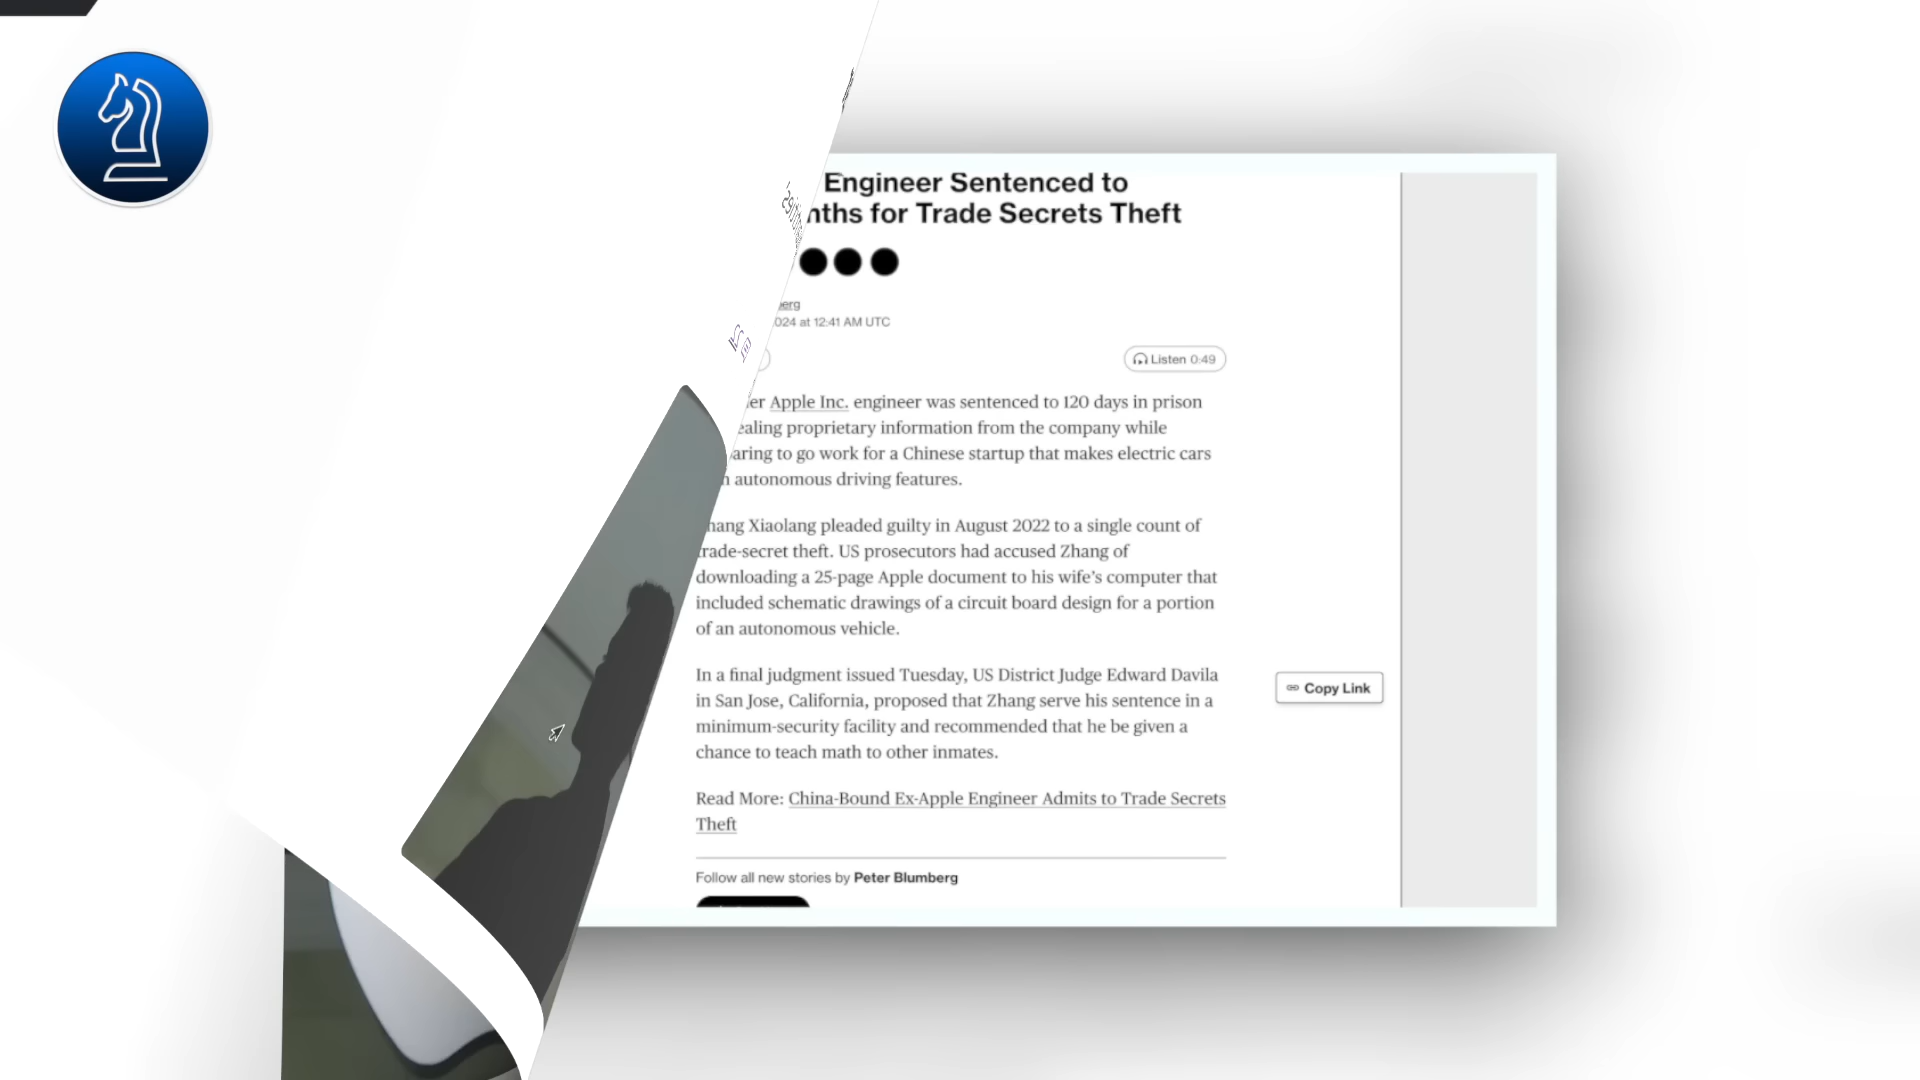 Engineer Sentenced to
for Trade Secrets Theft
at 12:41 AM UTC
Listen 0:49
Apple Inc. engineer was sentenced to 120 days in prison
proprietary information from the company while
to go work for a Chinese startup that makes electric cars
autonomous driving features.
Xiaolang pleaded guilty in August 2022 to a single count of
trade-secret theft. US prosecutors had accused Zhang of
downloading a 25-page Apple document to his wife’s computer that
included schematic drawings of a circuit board design for a portion
of an autonomous vehicle.
In a final judgment issued Tuesday, US District Judge Edward Davila
in San Jose, California, proposed that Zhang serve his sentence in a
minimum-security facility and recommended that he be given a
chance to teach math to other inmates.
Copy Link
Read More: China-Bound Ex-Apple Engineer Admits to Trade Secrets
Theft
Follow all new stories by Peter Blumberg